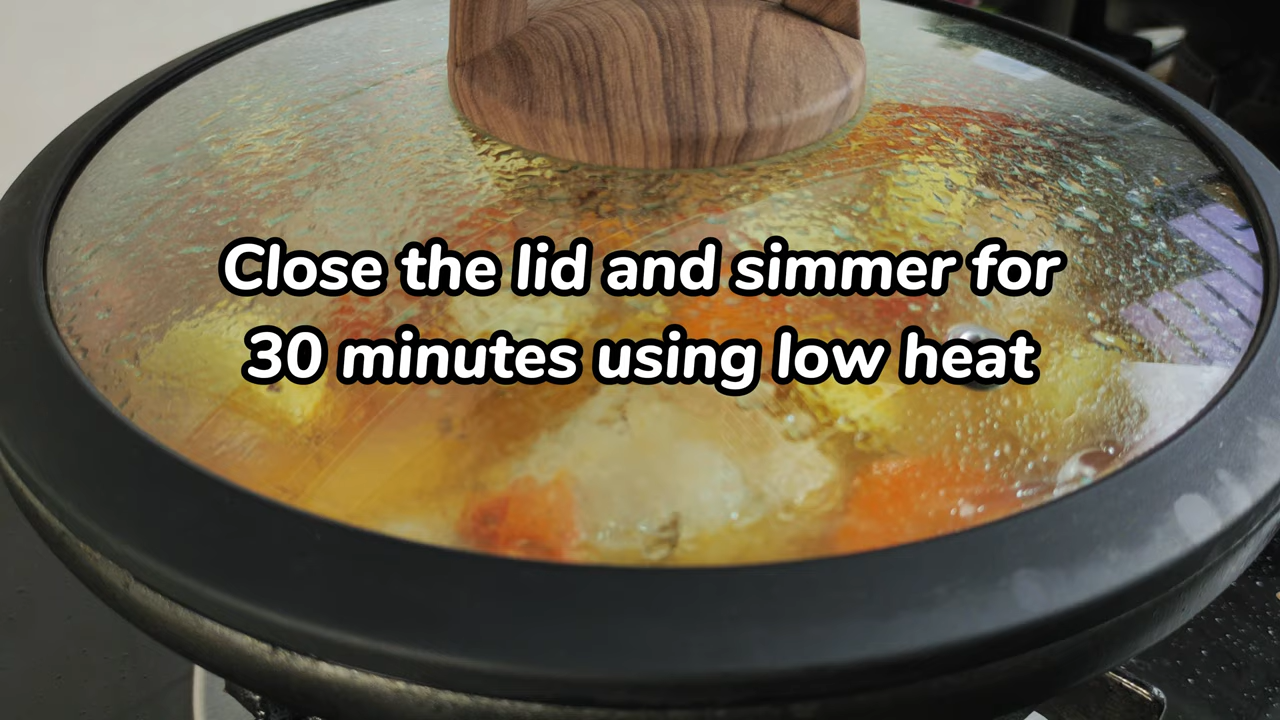 Close the lid and simmer for
30 minutes using low heat